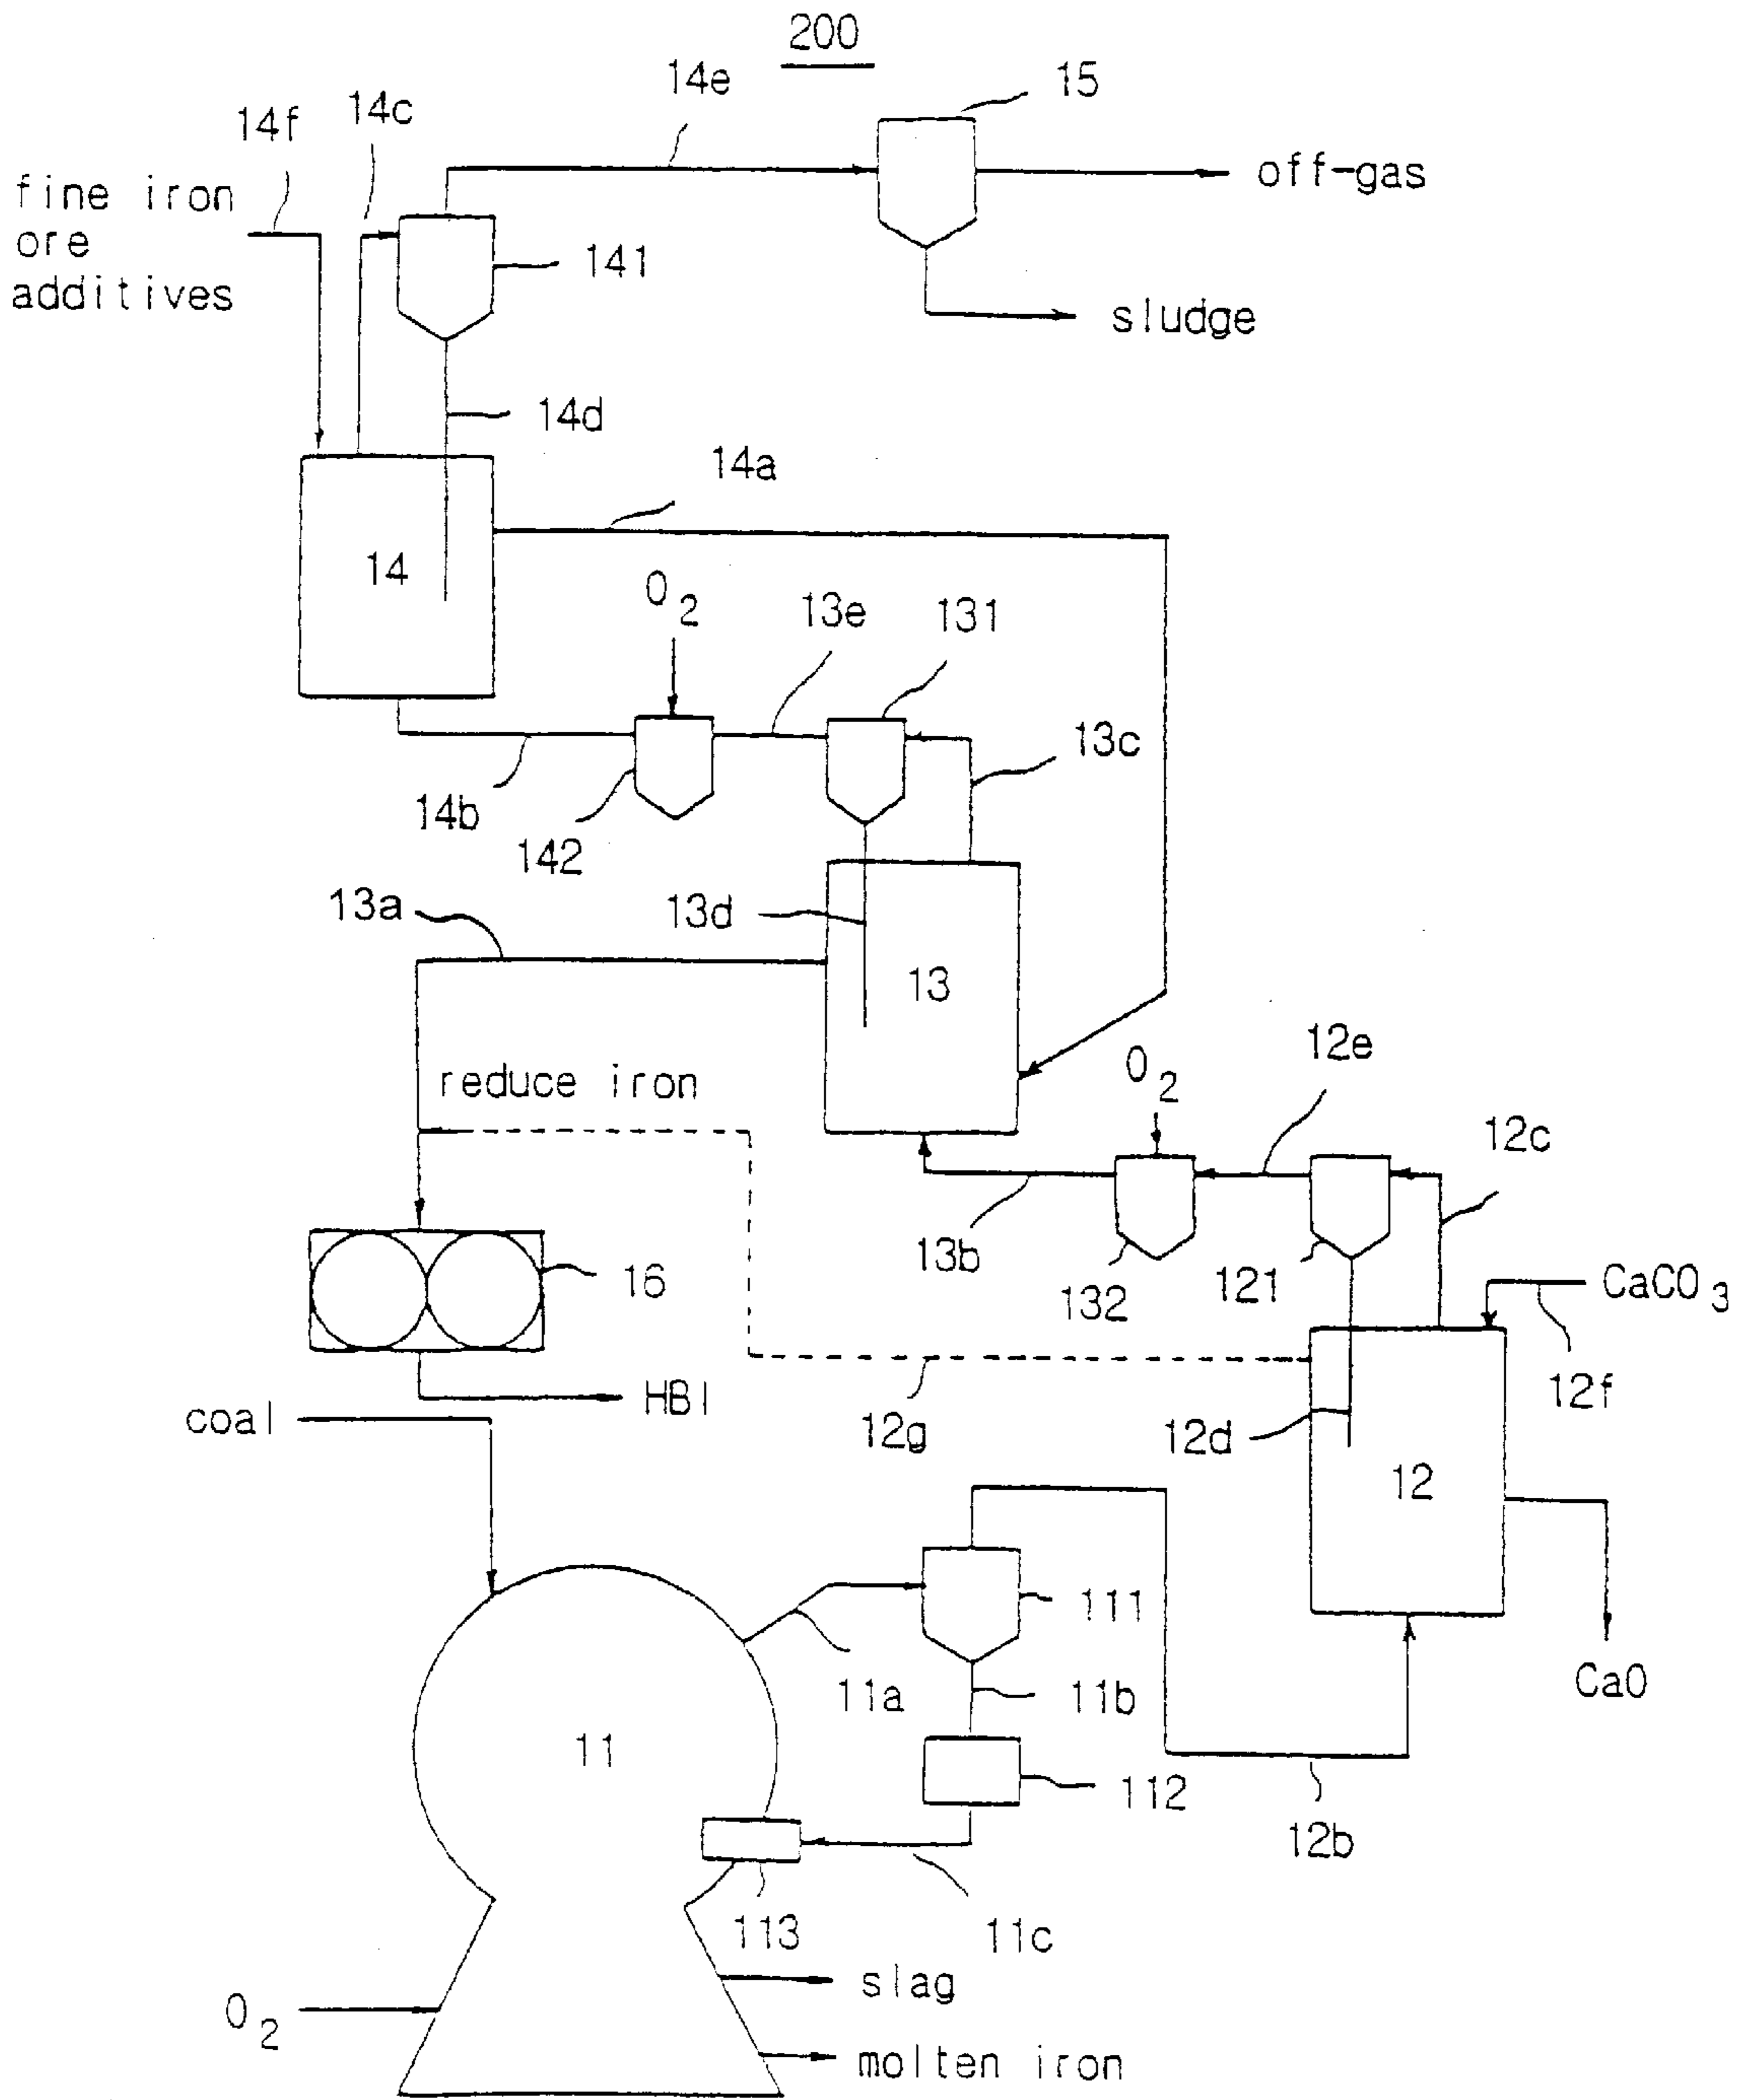 200
14e
15
14c
14f
fine iron
ore
additives
off-gas
141
sludge
14d
14a
14
O2
13e
131
13c
14b
142
13a
13d
13
12e
O2
reduce iron
12c
13b
132
121
16
CaCO3
HBI
12f
coal
12g
12d
12
111
11a
11b
CaO
11
112
12b
113
11c
slag
O2
molten iron